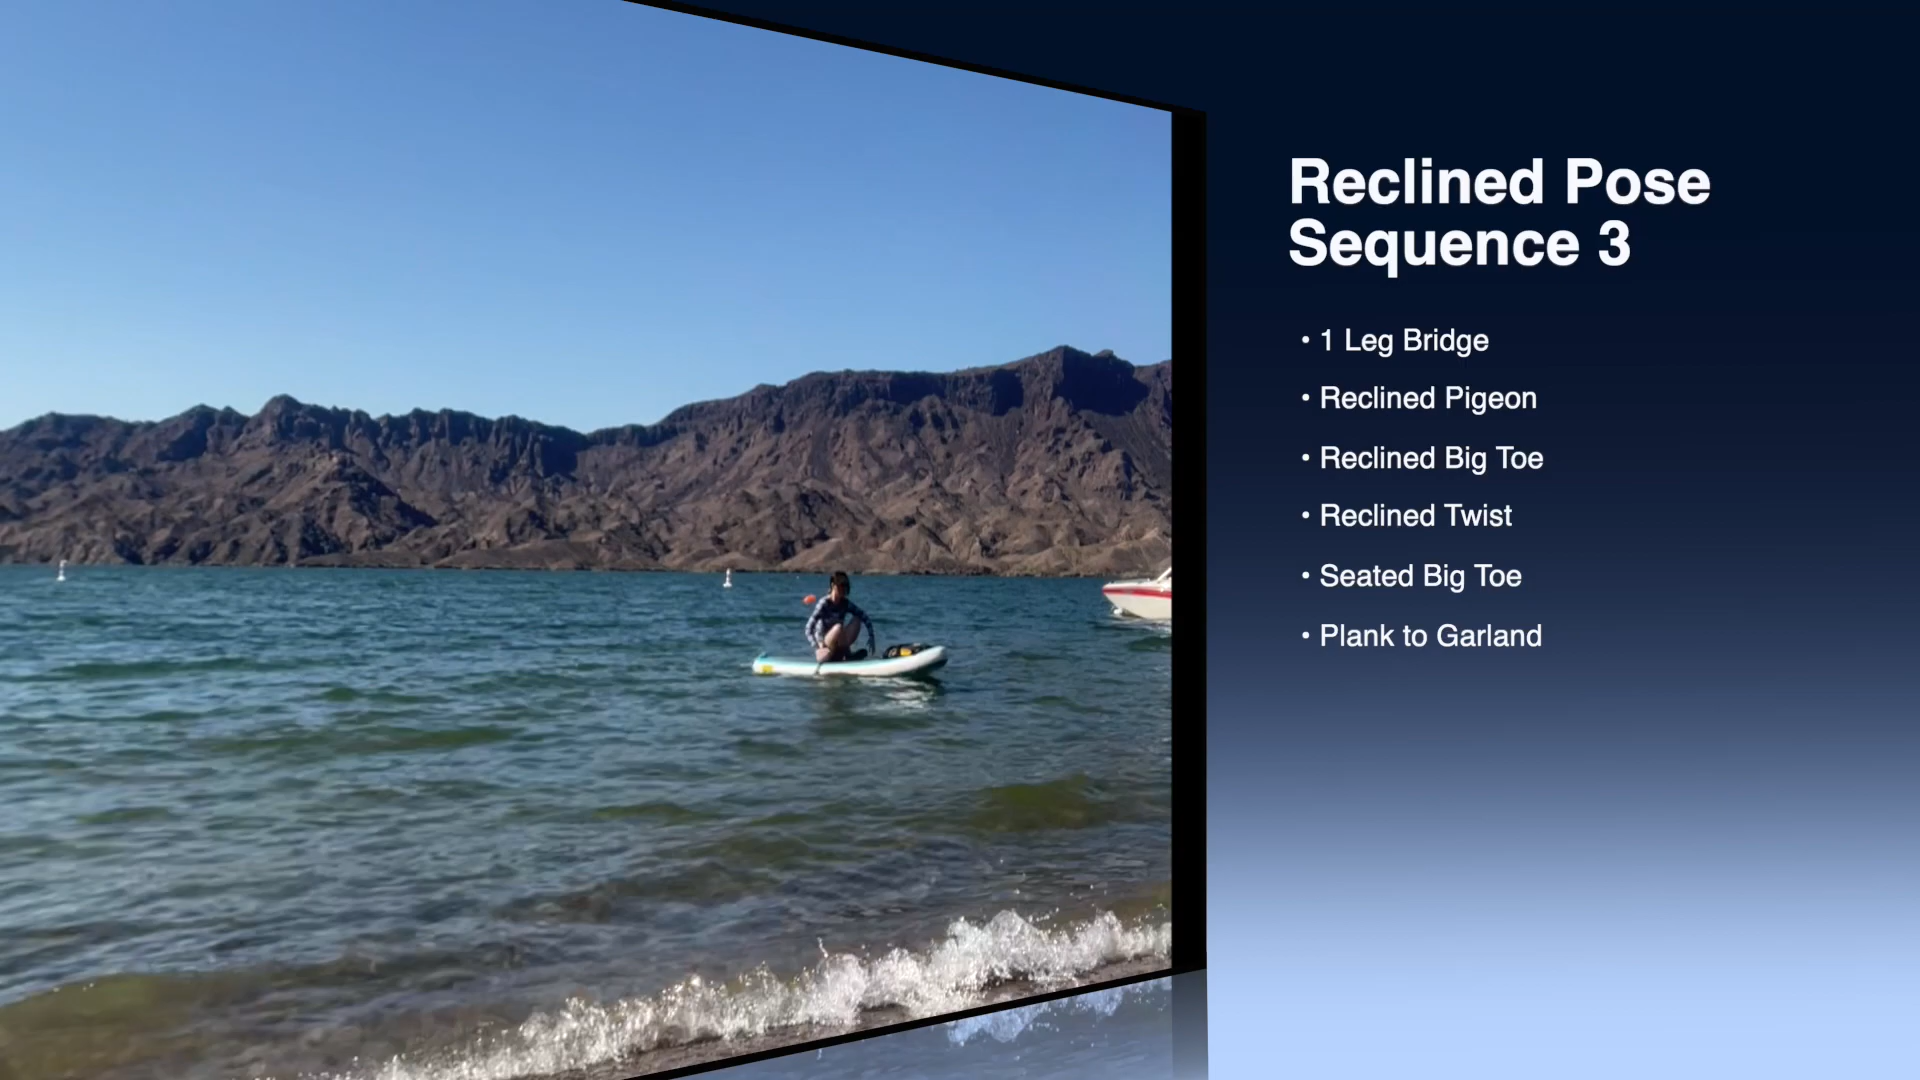 Reclined Pose
Sequence 3
• 1 Leg Bridge
• Reclined Pigeon
• Reclined Big Toe
• Reclined Twist
• Seated Big Toe
• Plank to Garland